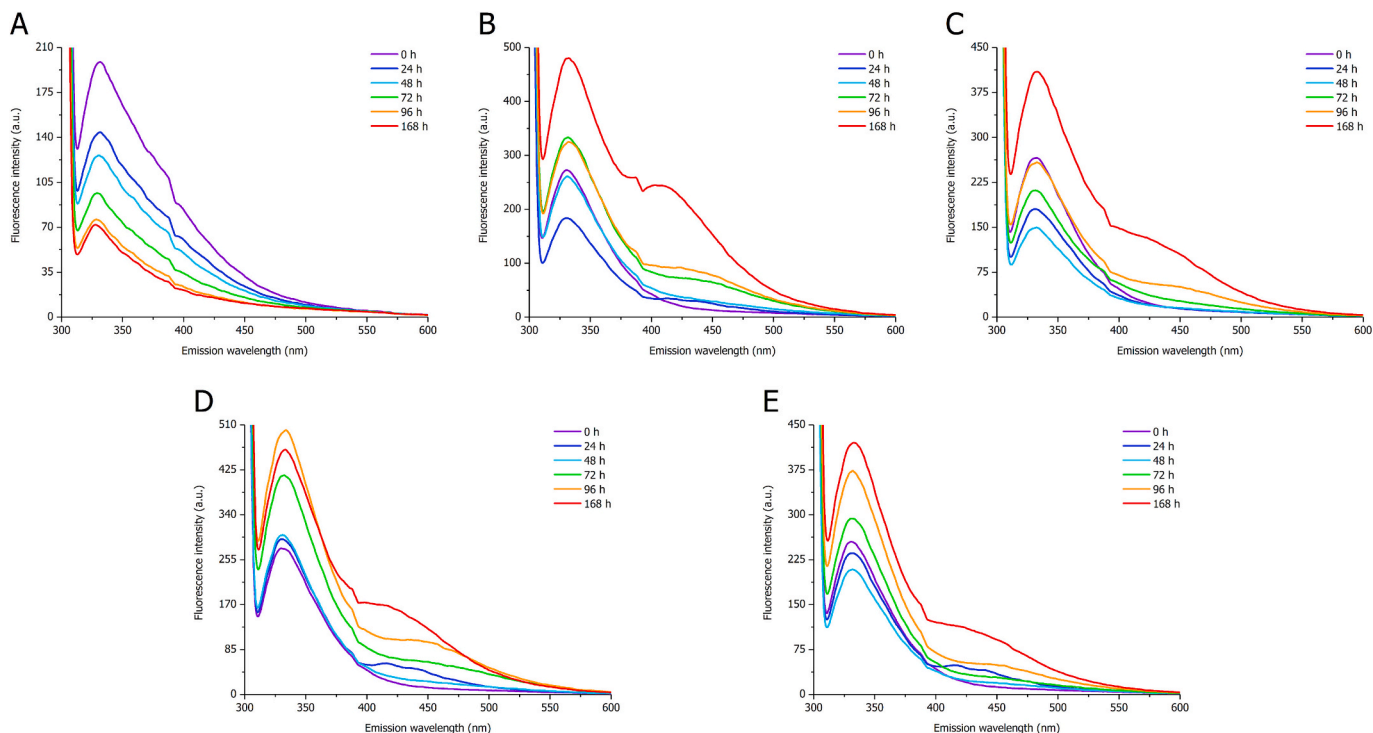 A
210
175
140
105
70
35
0
300
350
400
450
500
550
600
Fluorescence intensity (a.u.)
Emission wavelength (nm)
0 h
24 h
48 h
72 h
96 h
168 h
B
500
400
300
200
100
0
300
350
400
450
500
550
600
Fluorescence intensity (a.u.)
Emission wavelength (nm)
0 h
24 h
48 h
72 h
96 h
168 h
C
450
375
300
225
150
75
0
300
350
400
450
500
550
600
Fluorescence intensity (a.u.)
Emission wavelength (nm)
0 h
24 h
48 h
72 h
96 h
168 h
D
510
425
340
255
170
85
0
300
350
400
450
500
550
600
Fluorescence intensity (a.u.)
Emission wavelength (nm)
0 h
24 h
48 h
72 h
96 h
168 h
E
450
375
300
225
150
75
0
300
350
400
450
500
550
600
Fluorescence intensity (a.u.)
Emission wavelength (nm)
0 h
24 h
48 h
72 h
96 h
168 h